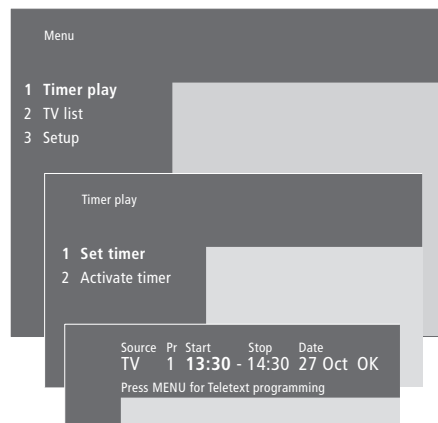 Menu
1 Timer play
2 TV list
3 Setup
Timer play
1 Set timer
2 Activate timer
Source Pr Start Stop Date
TV 1 13:30 - 14:30 27 Oct OK
Press MENU for Teletext programming